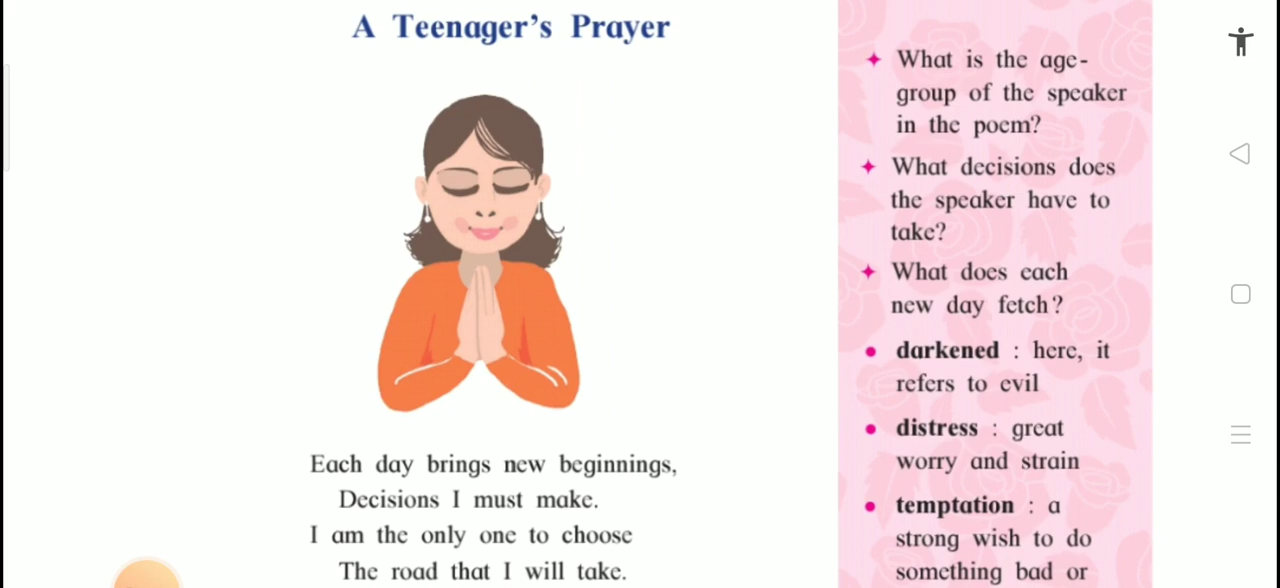 A Teenager's Prayer
Each day brings new beginnings,
Decisions I must make.
I am the only one to choose
The road that I will take.
✦ What is the age-
group of the speaker
in the poem?
✦ What decisions does
the speaker have to
take?
✦ What does each
new day fetch?
• darkened : here, it
refers to evil
• distress : great
worry and strain
• temptation : a
strong wish to do
something bad or